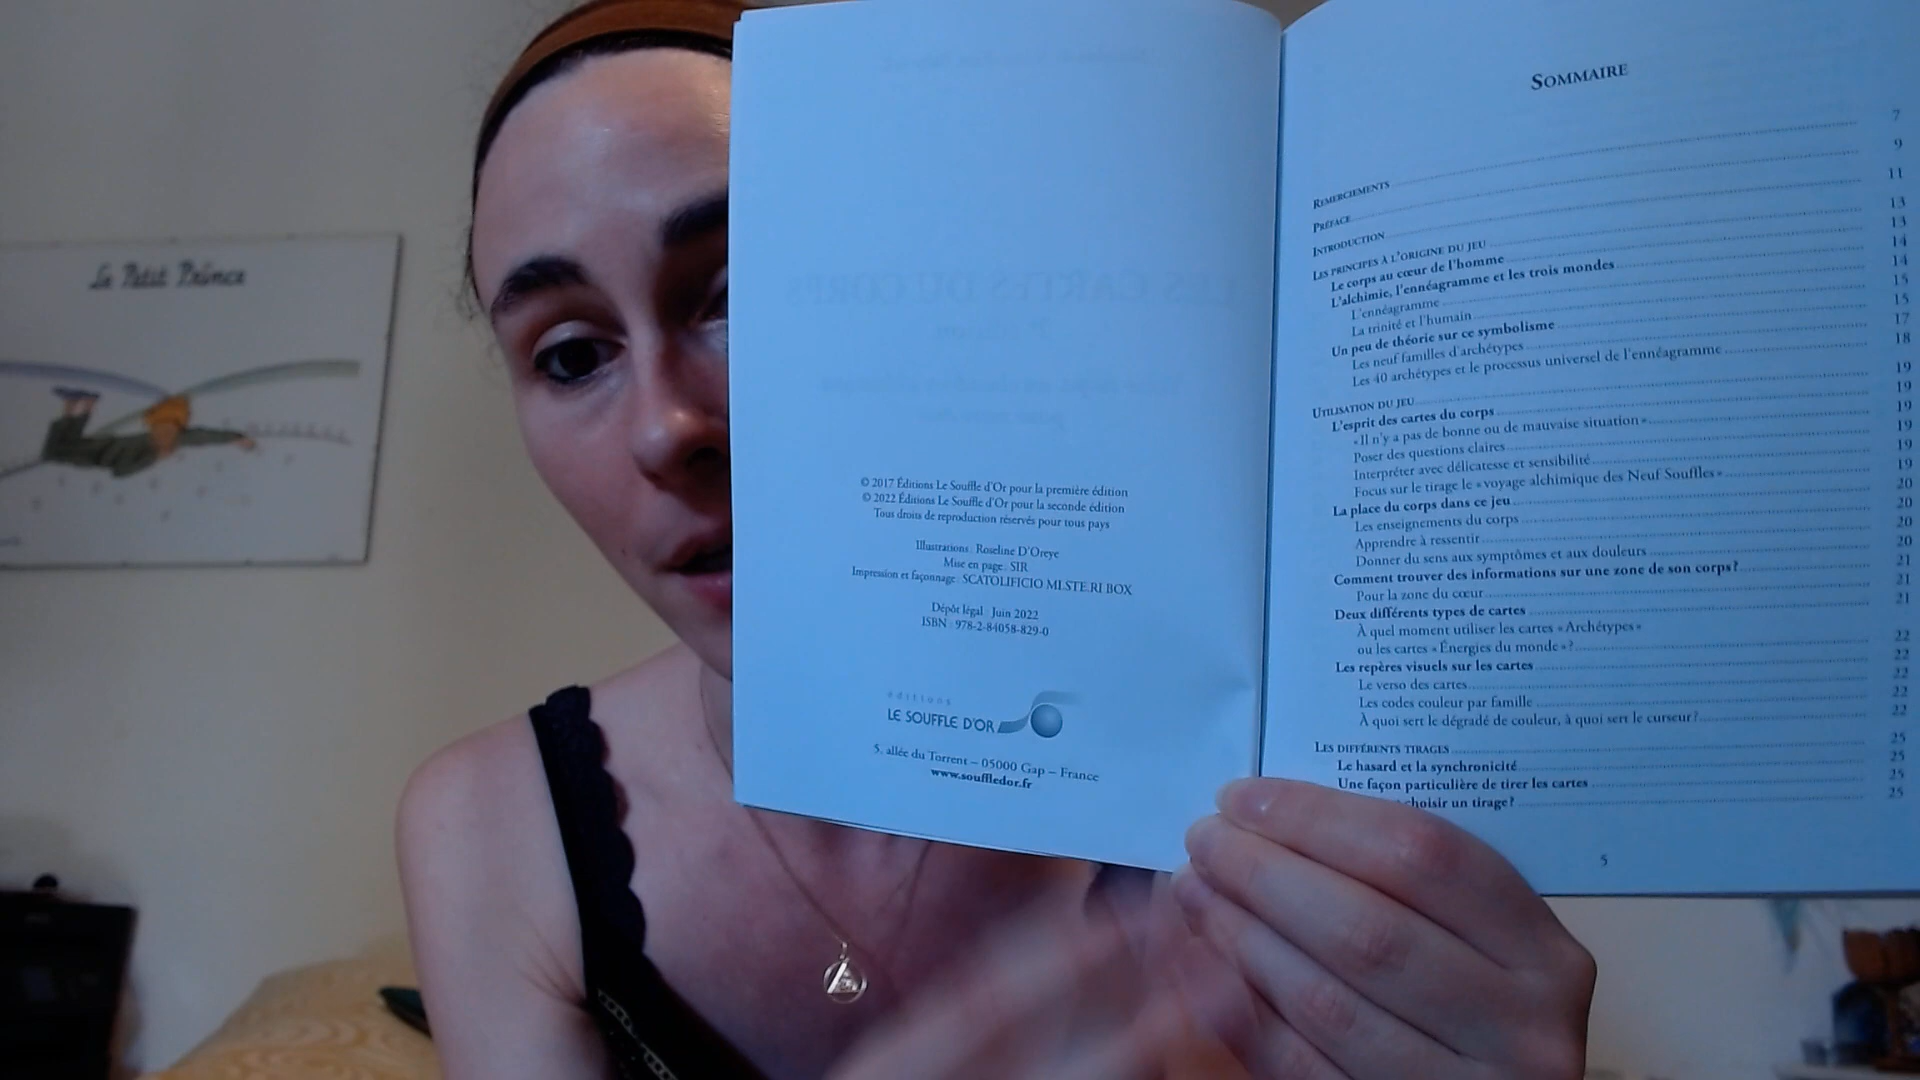 Le Petit Prince
© 2017 Éditions Le Souffle d'Or pour la première édition
© 2022 Éditions Le Souffle d'Or pour la seconde édition
Tous droits de reproduction réservés pour tous pays
Illustrations : Roseline D'Oreye
Mise en page : SIR
Impression et façonnage : SCATOLIFICIO MI.STE.RI BOX
Dépôt légal : Juin 2022
ISBN : 978-2-84058-829-0
éditions
LE SOUFFLE D'OR
5, allée du Torrent – 05000 Gap – France
www.souffledor.fr
SOMMAIRE
REMERCIEMENTS 7
PRÉFACE 9
INTRODUCTION 11
LES PRINCIPES À L'ORIGINE DU JEU 13
Le corps au cœur de l'homme 13
L'alchimie, l'ennéagramme et les trois mondes 14
L'ennéagramme 14
La trinité et l'humain 15
Un peu de théorie sur ce symbolisme 15
Les neuf familles d'archétypes 17
Les 40 archétypes et le processus universel de l'ennéagramme 18
UTILISATION DU JEU 19
L'esprit des cartes du corps 19
« Il n'y a pas de bonne ou de mauvaise situation » 19
Poser des questions claires 19
Interpréter avec délicatesse et sensibilité 19
Focus sur le tirage le « voyage alchimique des Neuf Souffles » 19
La place du corps dans ce jeu 20
Les enseignements du corps 20
Apprendre à ressentir 20
Donner du sens aux symptômes et aux douleurs 20
Comment trouver des informations sur une zone de son corps ? 21
Pour la zone du cœur 21
Deux différents types de cartes 21
À quel moment utiliser les cartes « Archétypes »
ou les cartes « Énergies du monde » ? 22
Les repères visuels sur les cartes 22
Le verso des cartes 22
Les codes couleur par famille 22
À quoi sert le dégradé de couleur, à quoi sert le curseur ? 22
LES DIFFÉRENTS TIRAGES 25
Le hasard et la synchronicité 25
Une façon particulière de tirer les cartes 25
choisir un tirage ? 25
5